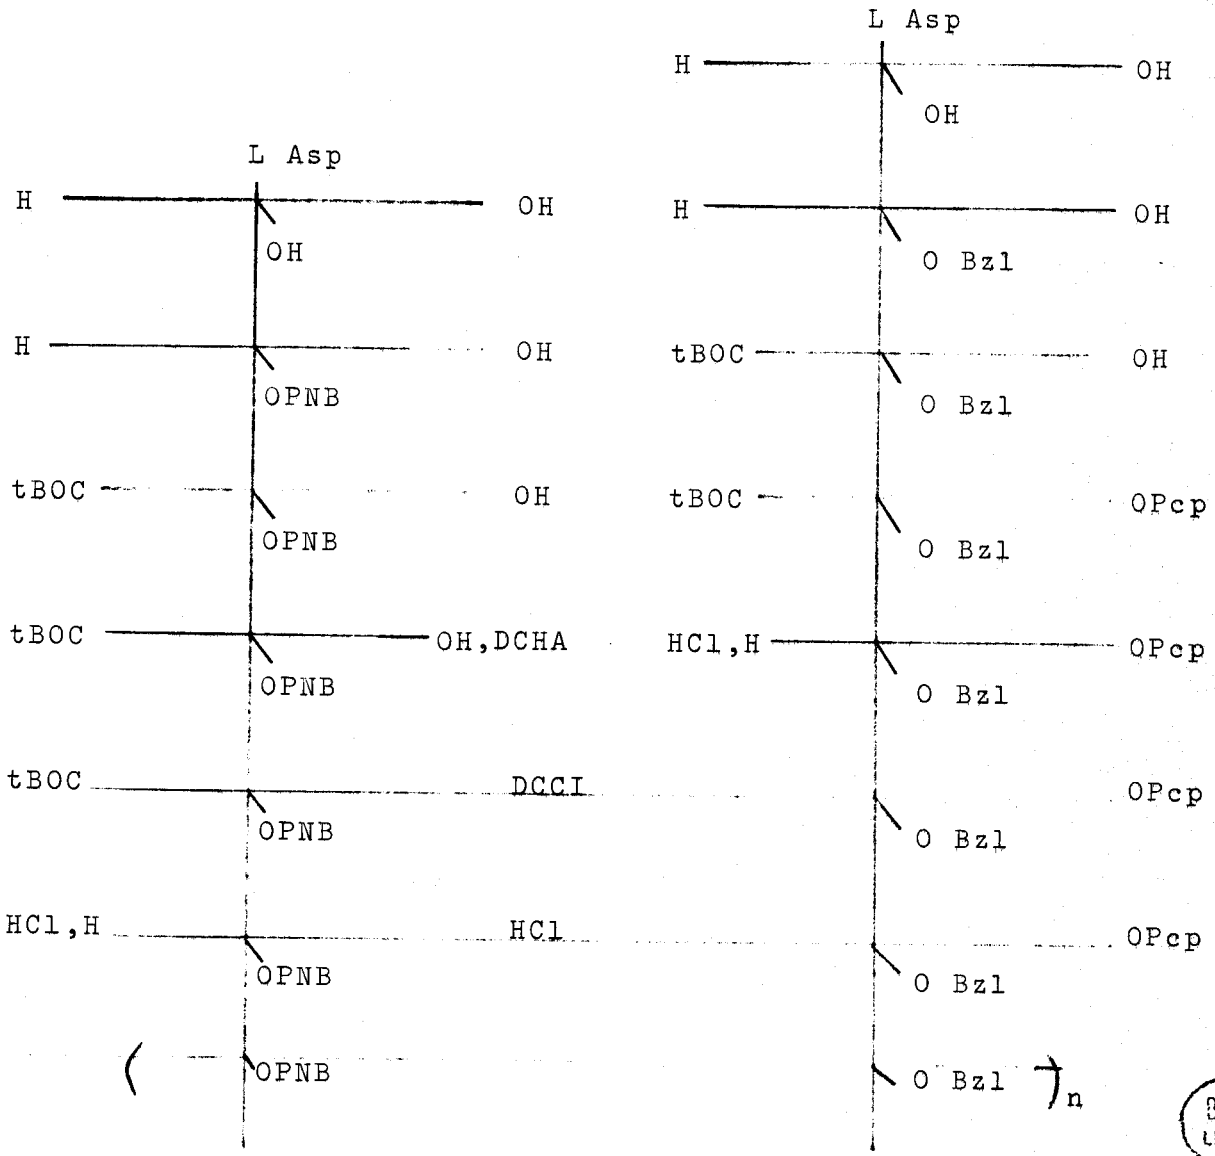 L Asp
H OH
OH
L Asp
H OH
OH
H OH
O Bzl
H OH
OPNB
tBOC OH
O Bzl
tBOC OH
OPNB
tBOC OPcp
O Bzl
tBOC OH,DCHA
OPNB
HCl,H OPcp
O Bzl
tBOC DCCI OPcp
OPNB
O Bzl
HCl,H HCl OPcp
OPNB
O Bzl
( OPNB O Bzl )n